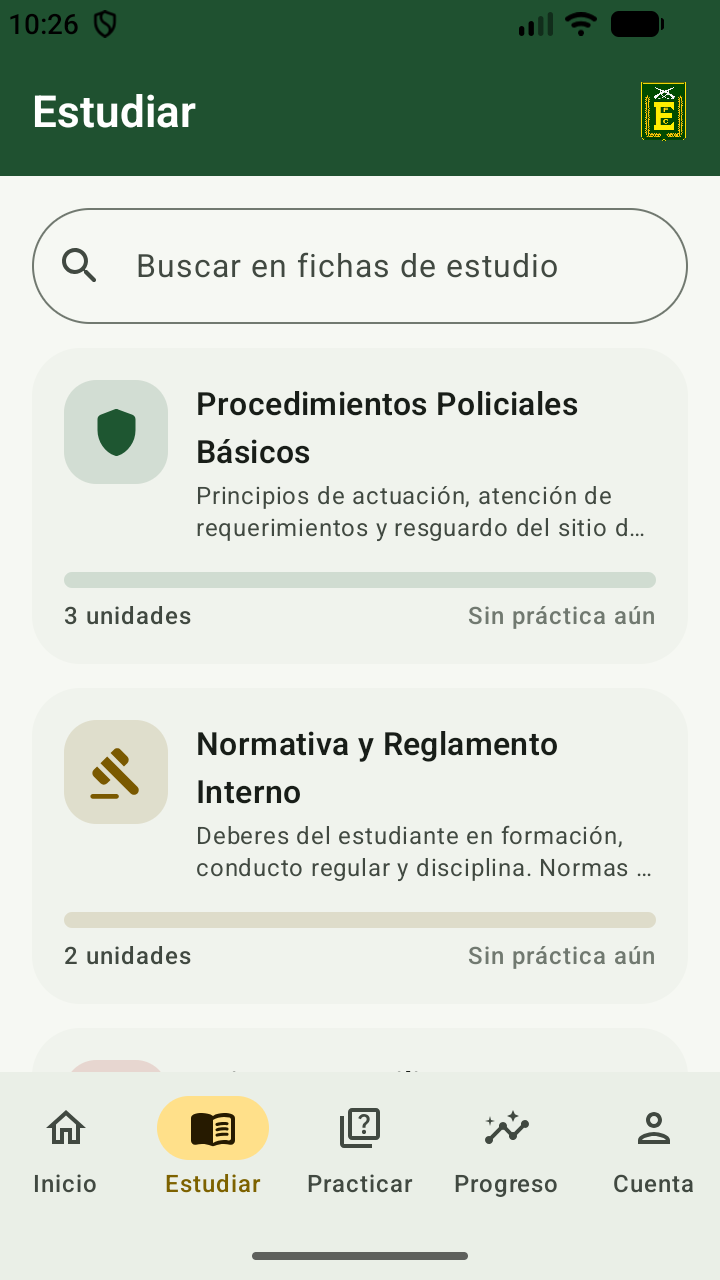 10:26
Estudiar
E
Buscar en fichas de estudio
Procedimientos Policiales
Básicos
Principios de actuación, atención de
requerimientos y resguardo del sitio d…
3 unidades
Sin práctica aún
Normativa y Reglamento
Interno
Deberes del estudiante en formación,
conducto regular y disciplina. Normas …
2 unidades
Sin práctica aún
Inicio
Estudiar
Practicar
Progreso
Cuenta